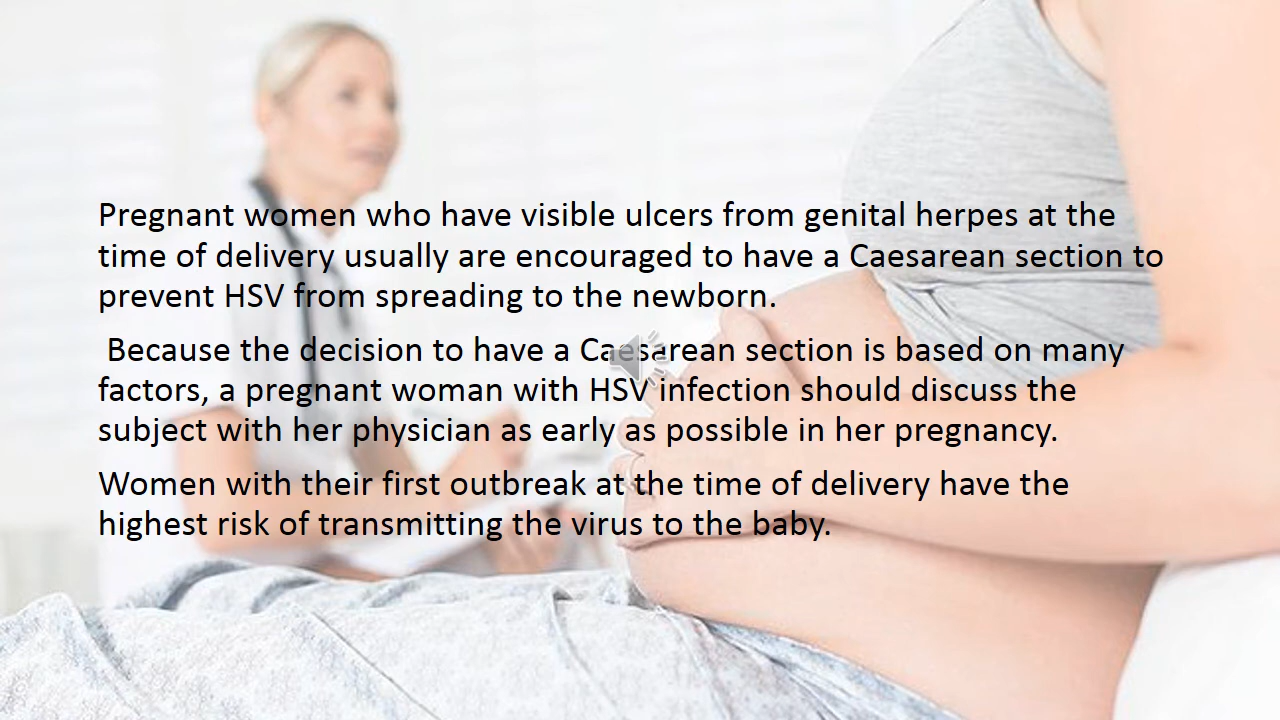 Pregnant women who have visible ulcers from genital herpes at the
time of delivery usually are encouraged to have a Caesarean section to
prevent HSV from spreading to the newborn.
Because the decision to have a Caesarean section is based on many
factors, a pregnant woman with HSV infection should discuss the
subject with her physician as early as possible in her pregnancy.
Women with their first outbreak at the time of delivery have the
highest risk of transmitting the virus to the baby.